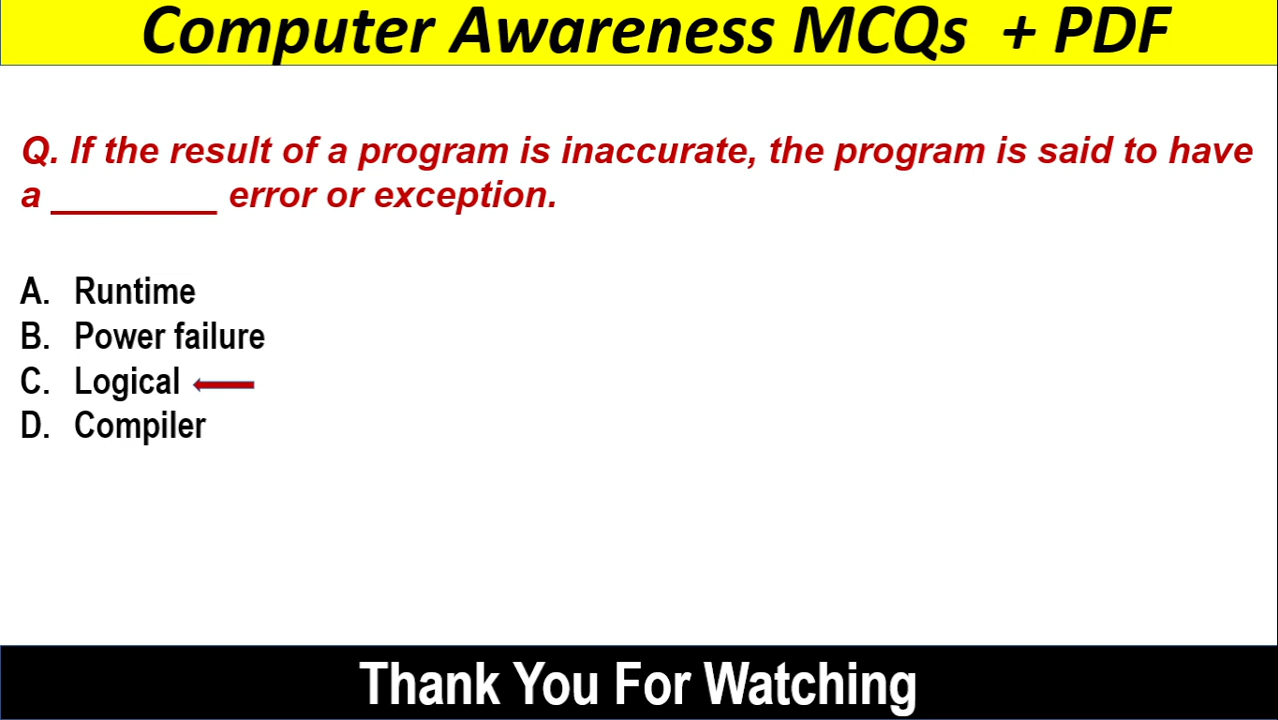 Computer Awareness MCQs + PDF
Q. If the result of a program is inaccurate, the program is said to have
a ________ error or exception.
A. Runtime
B. Power failure
C. Logical
D. Compiler
Thank You For Watching